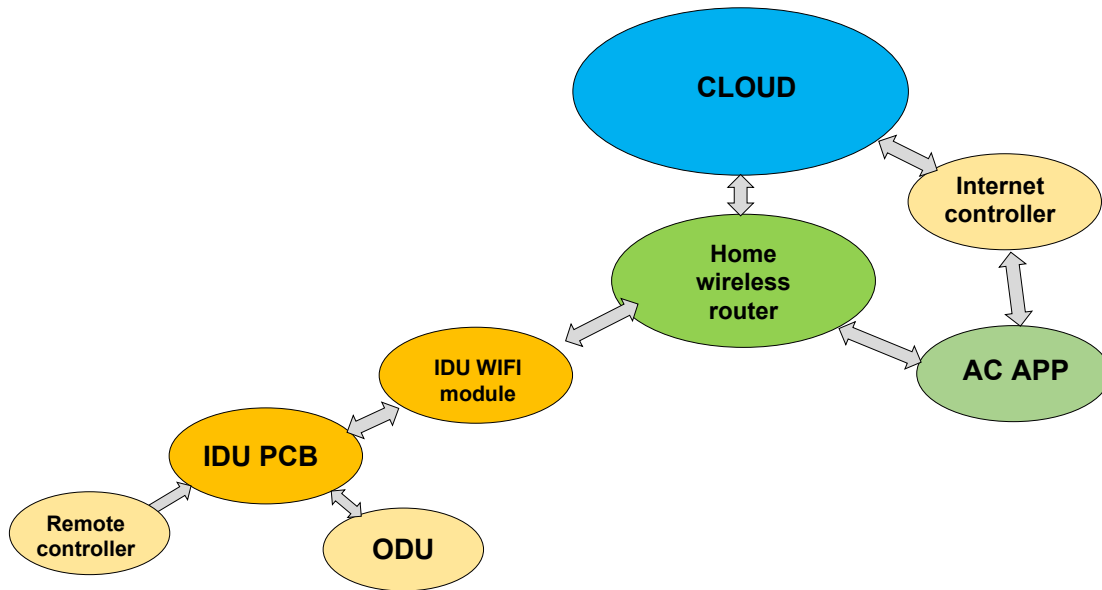 CLOUD
Internet
controller
Home
wireless
router
IDU WIFI
module
AC APP
IDU PCB
Remote
controller
ODU